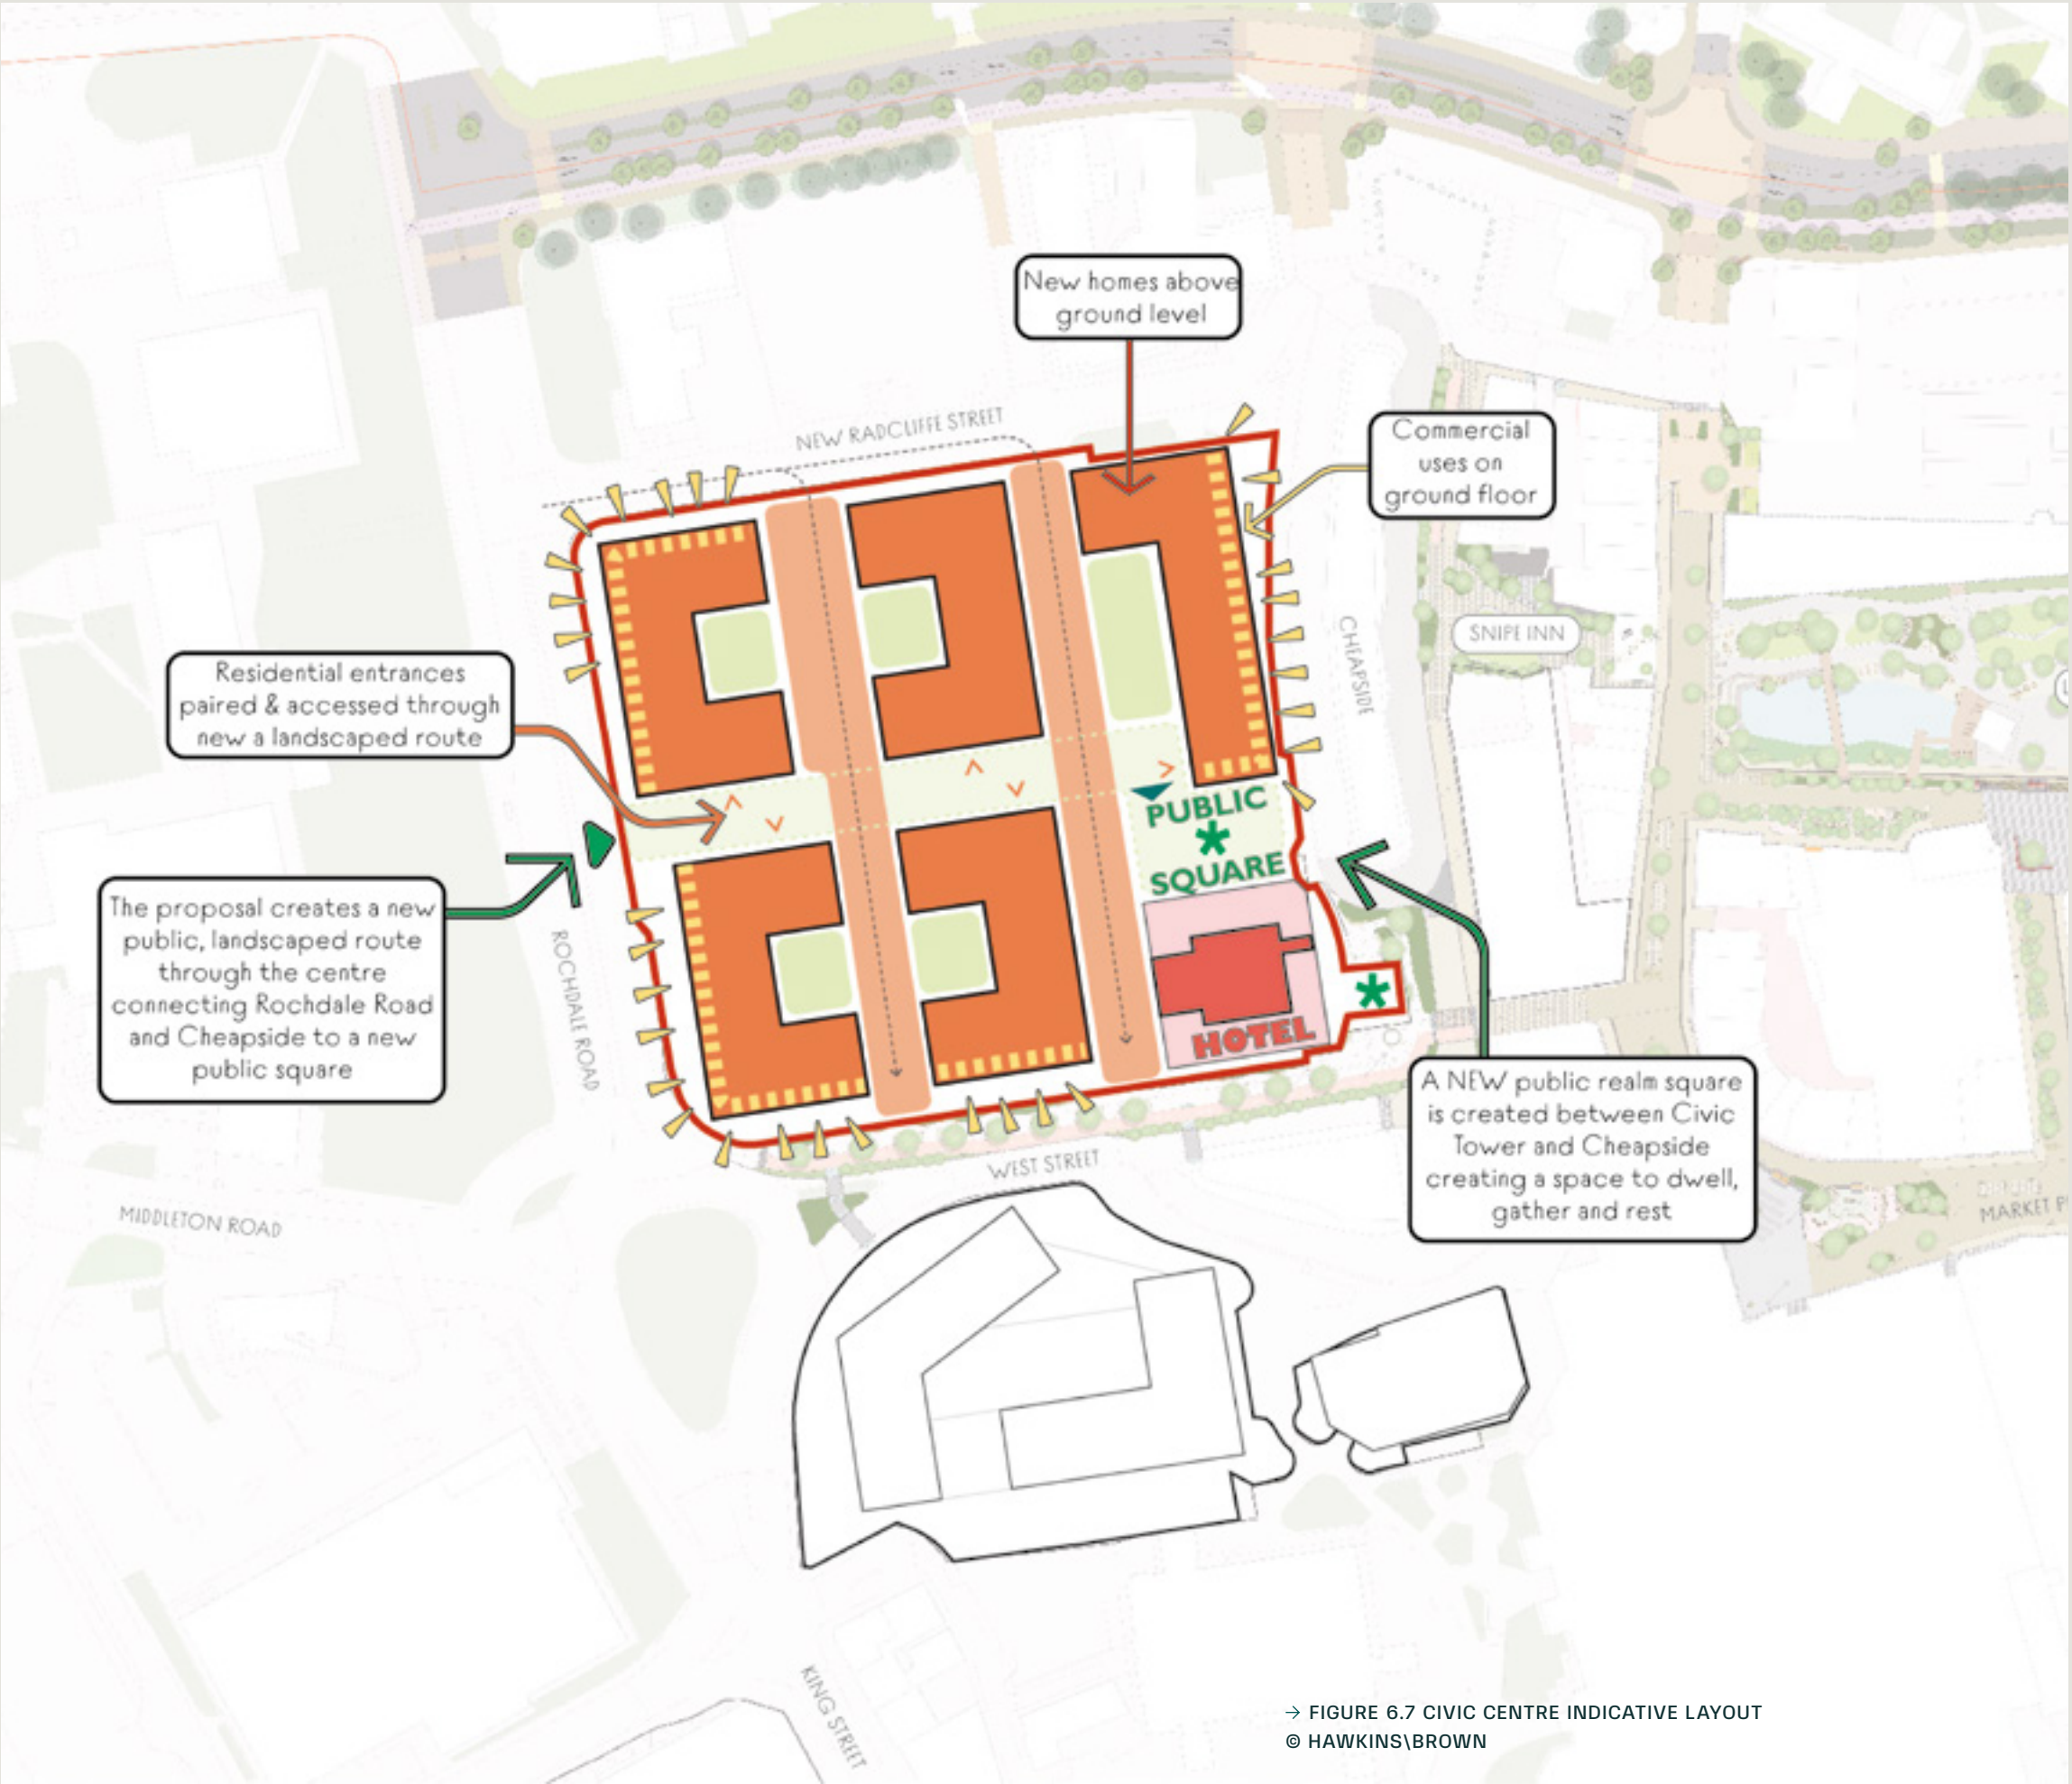 New homes above
ground level
NEW RADCLIFFE STREET
Commercial
uses on
ground floor
SNIPE INN
CHEAPSIDE
Residential entrances
paired & accessed through
new a landscaped route
PUBLIC
SQUARE
The proposal creates a new
public, landscaped route
through the centre
connecting Rochdale Road
and Cheapside to a new
public square
ROCHDALE ROAD
HOTEL
A NEW public realm square
is created between Civic
Tower and Cheapside
creating a space to dwell,
gather and rest
WEST STREET
MIDDLETON ROAD
MARKET P
KING STREET
→ FIGURE 6.7 CIVIC CENTRE INDICATIVE LAYOUT
© HAWKINS\BROWN